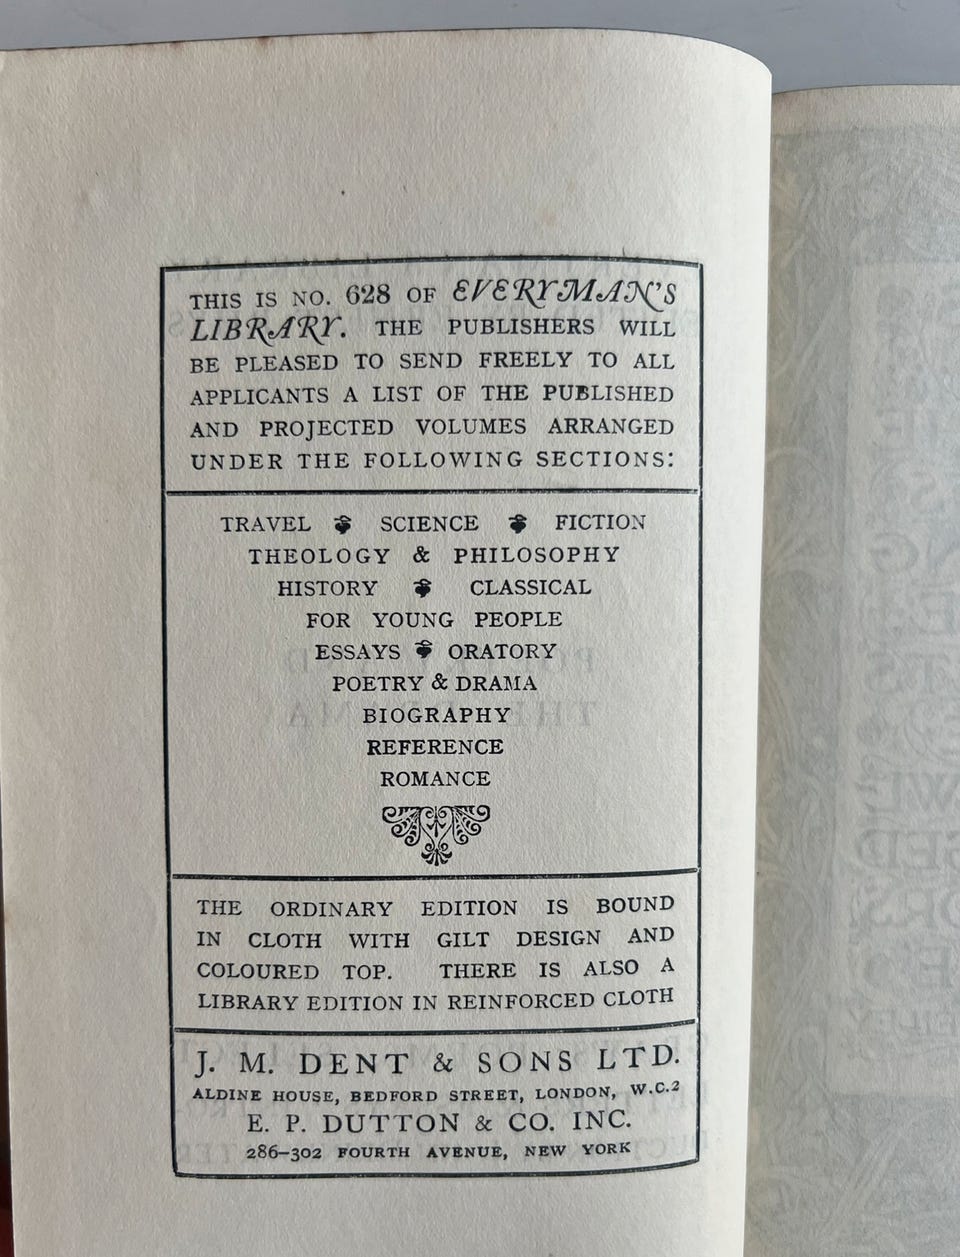 THIS IS NO. 628 OF EVERYMAN'S
LIBRARY. THE PUBLISHERS WILL
BE PLEASED TO SEND FREELY TO ALL
APPLICANTS A LIST OF THE PUBLISHED
AND PROJECTED VOLUMES ARRANGED
UNDER THE FOLLOWING SECTIONS:
TRAVEL ❦ SCIENCE ❦ FICTION
THEOLOGY & PHILOSOPHY
HISTORY ❦ CLASSICAL
FOR YOUNG PEOPLE
ESSAYS ❦ ORATORY
POETRY & DRAMA
BIOGRAPHY
REFERENCE
ROMANCE
THE ORDINARY EDITION IS BOUND
IN CLOTH WITH GILT DESIGN AND
COLOURED TOP. THERE IS ALSO A
LIBRARY EDITION IN REINFORCED CLOTH
J. M. DENT & SONS LTD.
ALDINE HOUSE, BEDFORD STREET, LONDON, W.C.2
E. P. DUTTON & CO. INC.
286–302 FOURTH AVENUE, NEW YORK